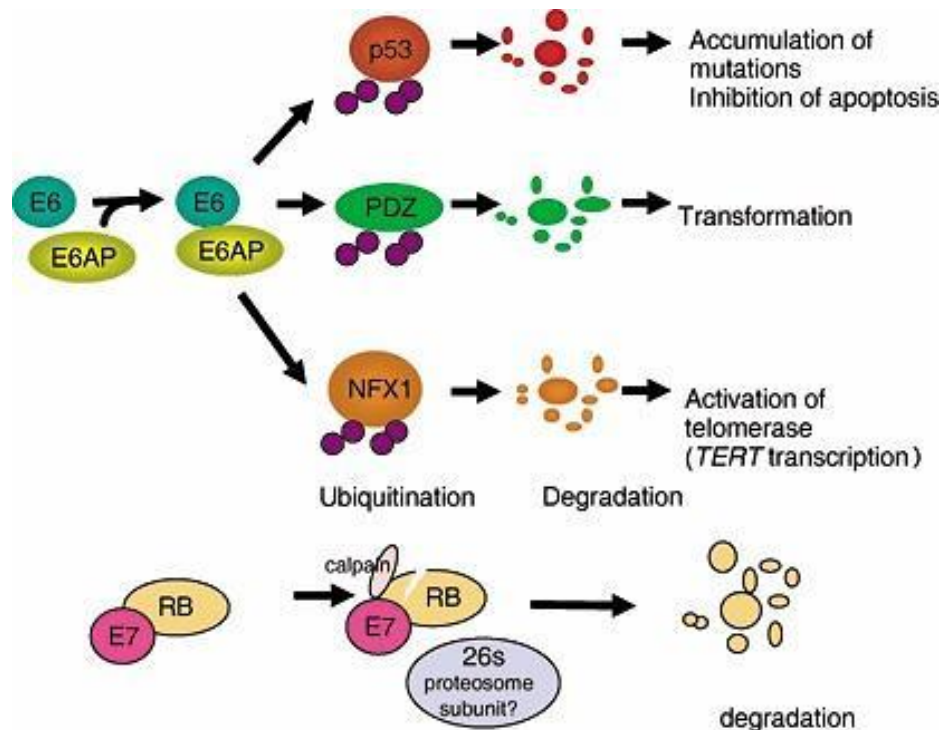 p53
Accumulation of
mutations
Inhibition of apoptosis
E6
E6AP
E6
E6AP
PDZ
Transformation
NFX1
Activation of
telomerase
(TERT transcription)
Ubiquitination
Degradation
RB
E7
calpain
RB
E7
26s
proteosome
subunit?
degradation